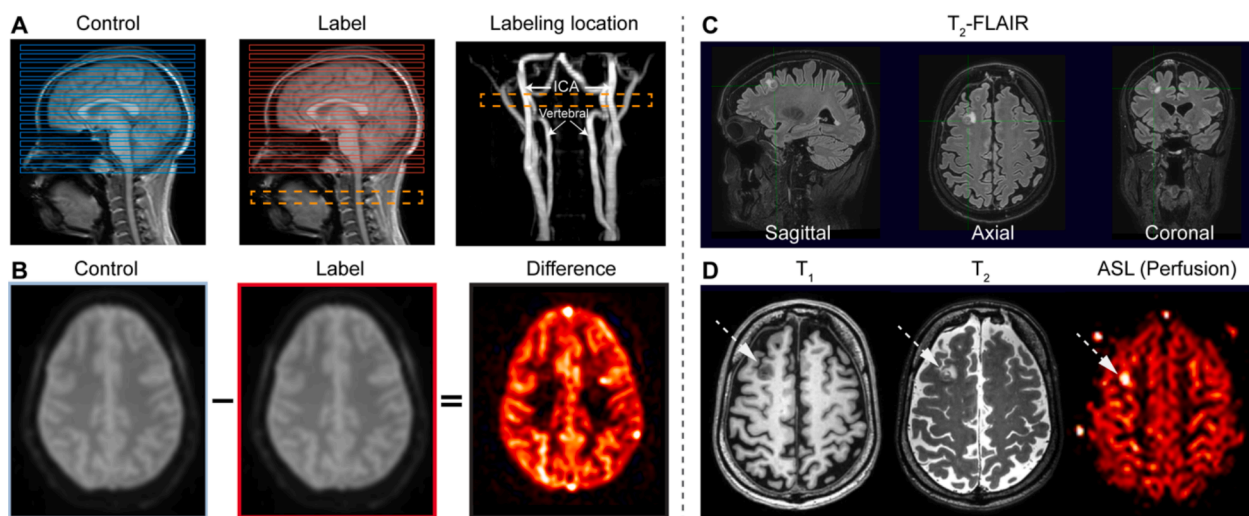 A
Control
Label
Labeling location
ICA
Vertebral
B
Control
Label
Difference
–
=
C
T₂-FLAIR
Sagittal
Axial
Coronal
D
T₁
T₂
ASL (Perfusion)